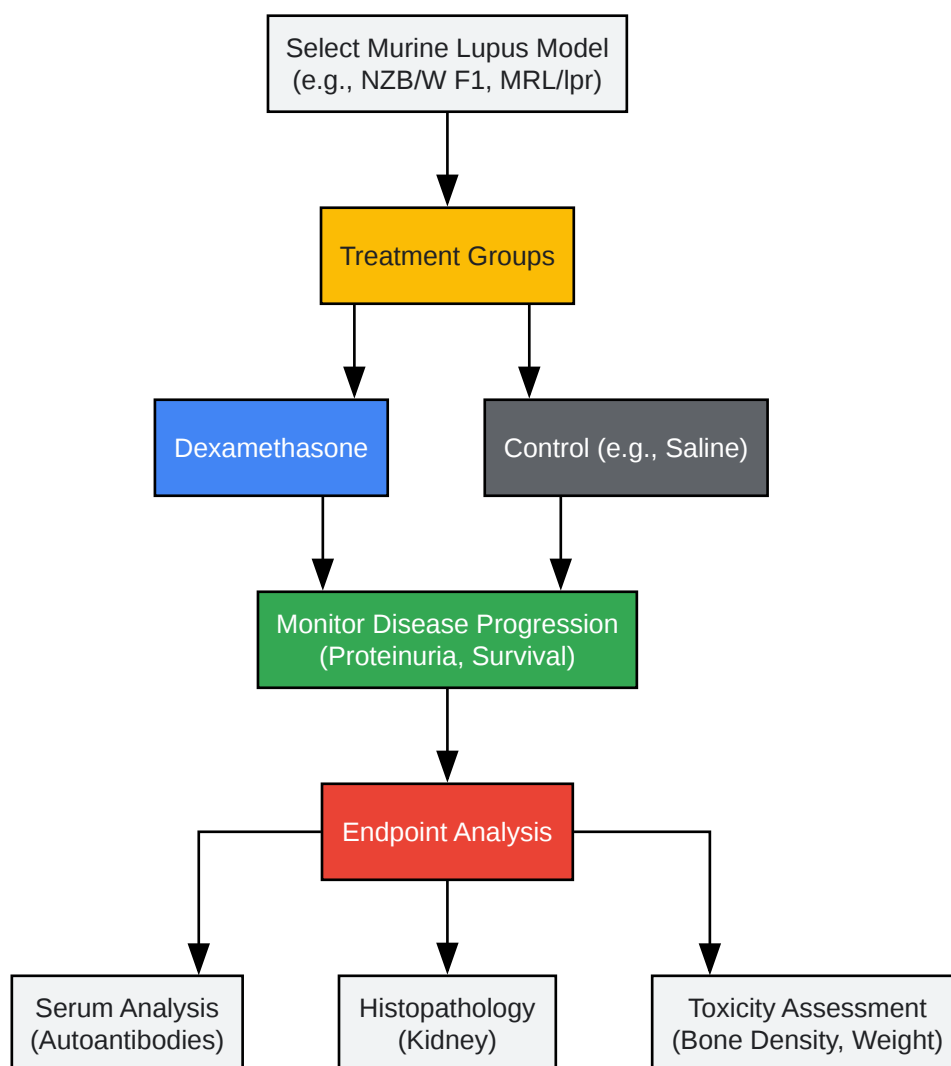 Select Murine Lupus Model
(e.g., NZB/W F1, MRL/lpr)
Treatment Groups
Dexamethasone
Control (e.g., Saline)
Monitor Disease Progression
(Proteinuria, Survival)
Endpoint Analysis
Serum Analysis
(Autoantibodies)
Histopathology
(Kidney)
Toxicity Assessment
(Bone Density, Weight)